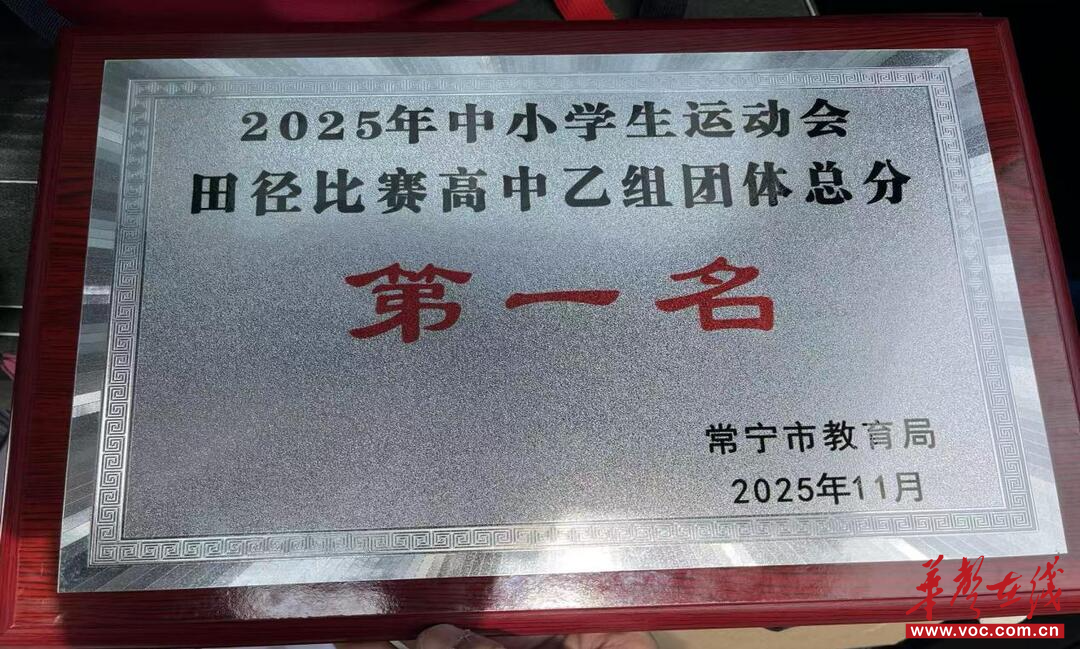 2025年中小学生运动会
田径比赛高中乙组团体总分
第一名
常宁市教育局
2025年11月
华声在线
www.voc.com.cn